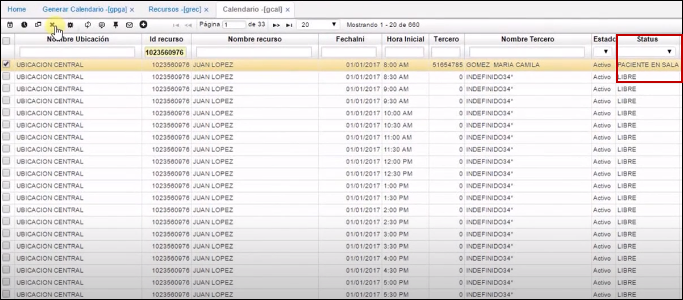 Home Generar Calendario -[gpga] × Recursos -[grec] × Calendario -[gcal] ×
Página 1 de 33 20 Mostrando 1 - 20 de 660
Nombre Ubicación Id recurso Nombre recurso FechaIni Hora Inicial Tercero Nombre Tercero Estado Status
1023560976
UBICACION CENTRAL 1023560976 JUAN LOPEZ 01/01/2017 8:00 AM 51654785 GOMEZ MARIA CAMILA Activo PACIENTE EN SALA
UBICACION CENTRAL 1023560976 JUAN LOPEZ 01/01/2017 8:30 AM 0 INDEFINIDO34* Activo LIBRE
UBICACION CENTRAL 1023560976 JUAN LOPEZ 01/01/2017 9:00 AM 0 INDEFINIDO34* Activo LIBRE
UBICACION CENTRAL 1023560976 JUAN LOPEZ 01/01/2017 9:30 AM 0 INDEFINIDO34* Activo LIBRE
UBICACION CENTRAL 1023560976 JUAN LOPEZ 01/01/2017 10:00 AM 0 INDEFINIDO34* Activo LIBRE
UBICACION CENTRAL 1023560976 JUAN LOPEZ 01/01/2017 10:30 AM 0 INDEFINIDO34* Activo LIBRE
UBICACION CENTRAL 1023560976 JUAN LOPEZ 01/01/2017 11:00 AM 0 INDEFINIDO34* Activo LIBRE
UBICACION CENTRAL 1023560976 JUAN LOPEZ 01/01/2017 11:30 AM 0 INDEFINIDO34* Activo LIBRE
UBICACION CENTRAL 1023560976 JUAN LOPEZ 01/01/2017 12:00 PM 0 INDEFINIDO34* Activo LIBRE
UBICACION CENTRAL 1023560976 JUAN LOPEZ 01/01/2017 12:30 PM 0 INDEFINIDO34* Activo LIBRE
UBICACION CENTRAL 1023560976 JUAN LOPEZ 01/01/2017 1:00 PM 0 INDEFINIDO34* Activo LIBRE
UBICACION CENTRAL 1023560976 JUAN LOPEZ 01/01/2017 1:30 PM 0 INDEFINIDO34* Activo LIBRE
UBICACION CENTRAL 1023560976 JUAN LOPEZ 01/01/2017 2:00 PM 0 INDEFINIDO34* Activo LIBRE
UBICACION CENTRAL 1023560976 JUAN LOPEZ 01/01/2017 2:30 PM 0 INDEFINIDO34* Activo LIBRE
UBICACION CENTRAL 1023560976 JUAN LOPEZ 01/01/2017 3:00 PM 0 INDEFINIDO34* Activo LIBRE
UBICACION CENTRAL 1023560976 JUAN LOPEZ 01/01/2017 3:30 PM 0 INDEFINIDO34* Activo LIBRE
UBICACION CENTRAL 1023560976 JUAN LOPEZ 01/01/2017 4:00 PM 0 INDEFINIDO34* Activo LIBRE
UBICACION CENTRAL 1023560976 JUAN LOPEZ 01/01/2017 4:30 PM 0 INDEFINIDO34* Activo LIBRE
UBICACION CENTRAL 1023560976 JUAN LOPEZ 01/01/2017 5:00 PM 0 INDEFINIDO34* Activo LIBRE
UBICACION CENTRAL 1023560976 JUAN LOPEZ 01/01/2017 5:30 PM 0 INDEFINIDO34* Activo LIBRE